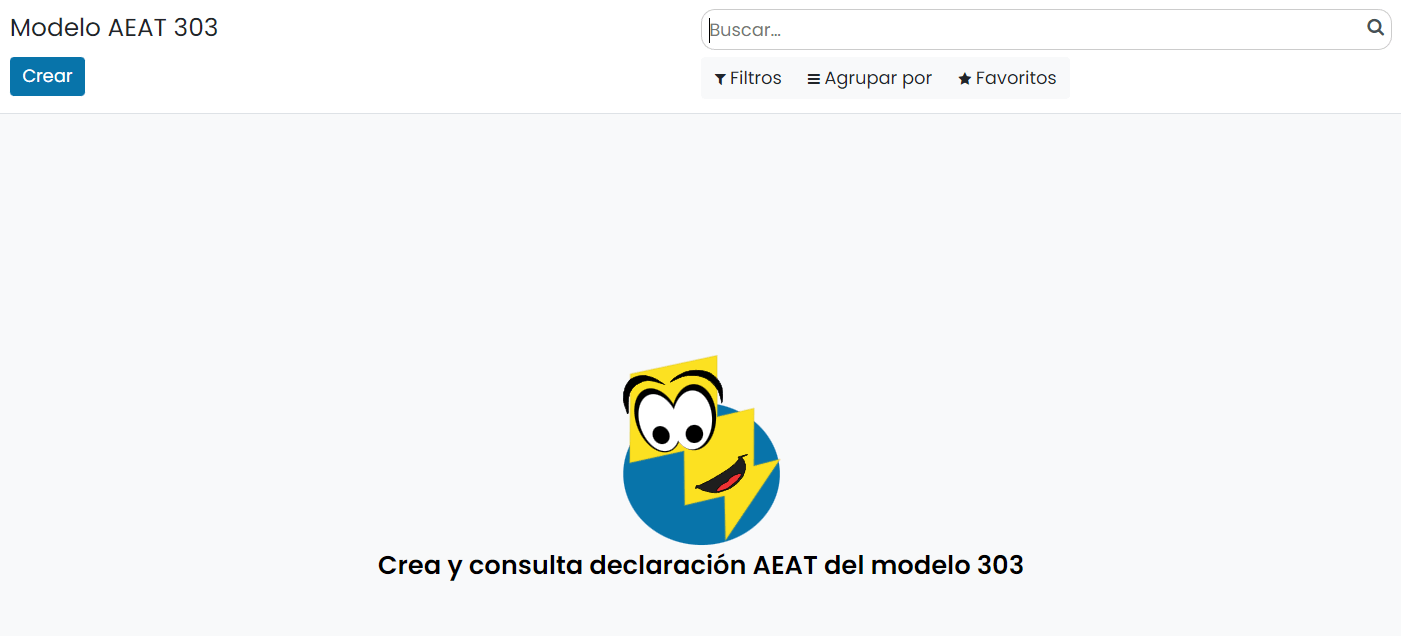 Modelo AEAT 303
Buscar...
Crear
Filtros
Agrupar por
Favoritos
Crea y consulta declaración AEAT del modelo 303